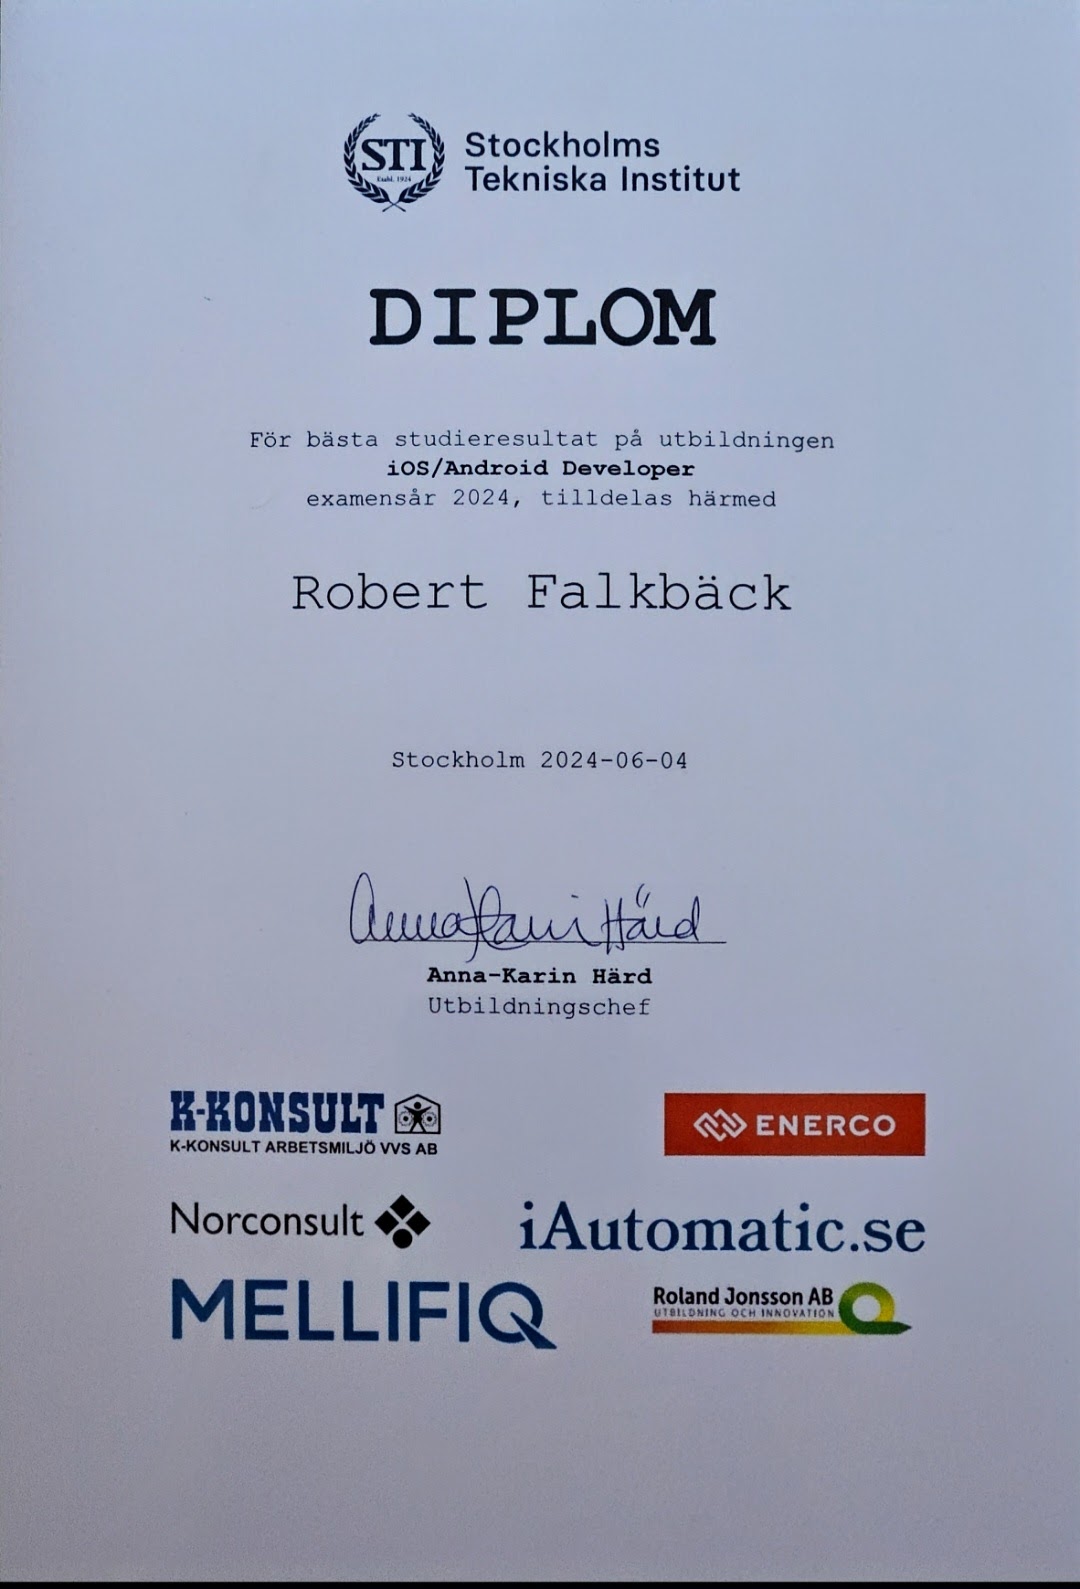 STI
Estbl. 1924
Stockholms
Tekniska Institut
DIPLOM
För bästa studieresultat på utbildningen
iOS/Android Developer
examensår 2024, tilldelas härmed
Robert Falkbäck
Stockholm 2024-06-04
Anna-Karin Härd
Anna-Karin Härd
Utbildningschef
K-KONSULT
K-KONSULT ARBETSMILJÖ VVS AB
ENERCO
Norconsult
iAutomatic.se
MELLIFIQ
Roland Jonsson AB
UTBILDNING OCH INNOVATION